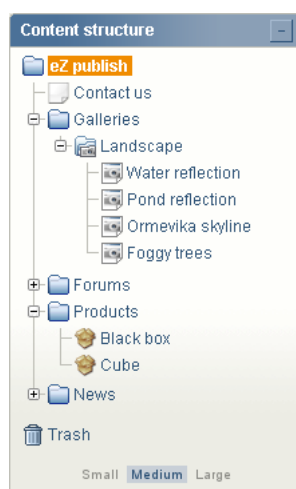 Content structure
eZ publish
Contact us
Galleries
Landscape
Water reflection
Pond reflection
Ormevika skyline
Foggy trees
Forums
Products
Black box
Cube
News
Trash
Small Medium Large